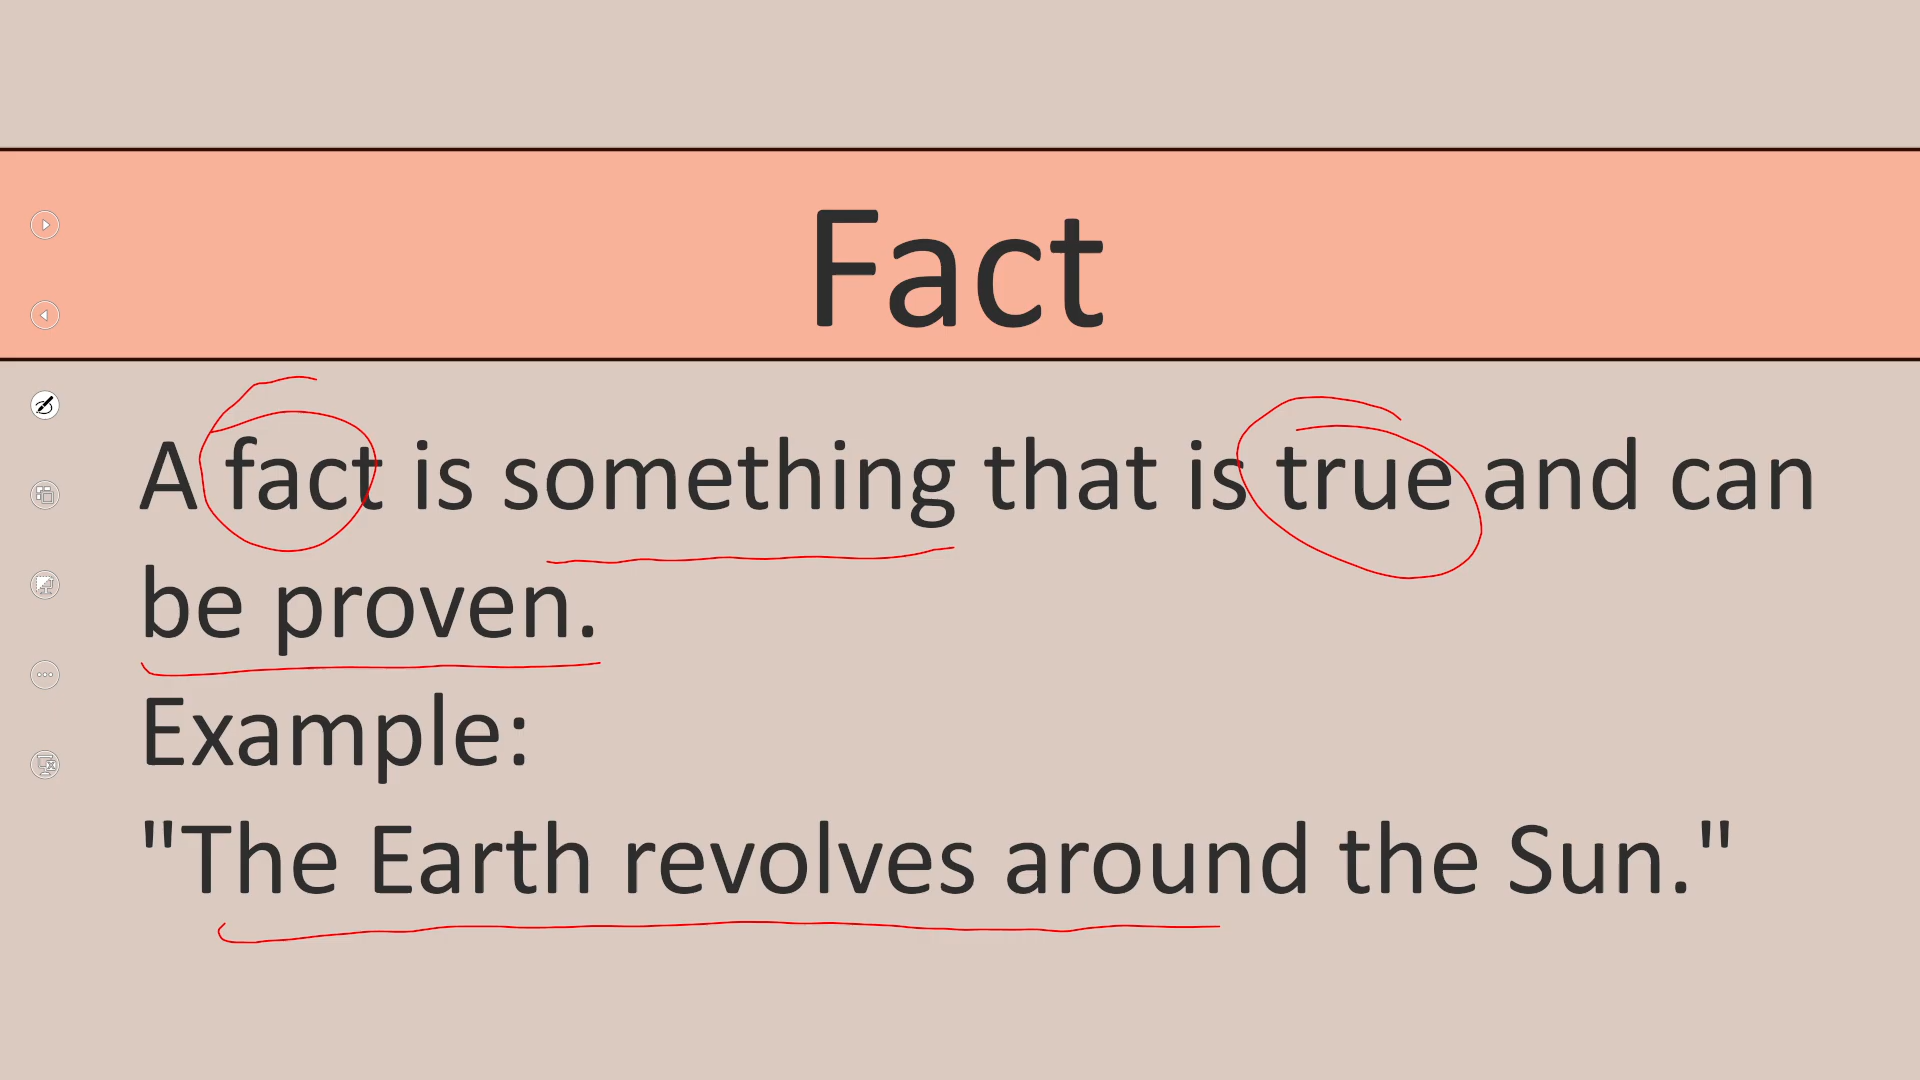 Fact
A fact is something that is true and can
be proven.
Example:
"The Earth revolves around the Sun."